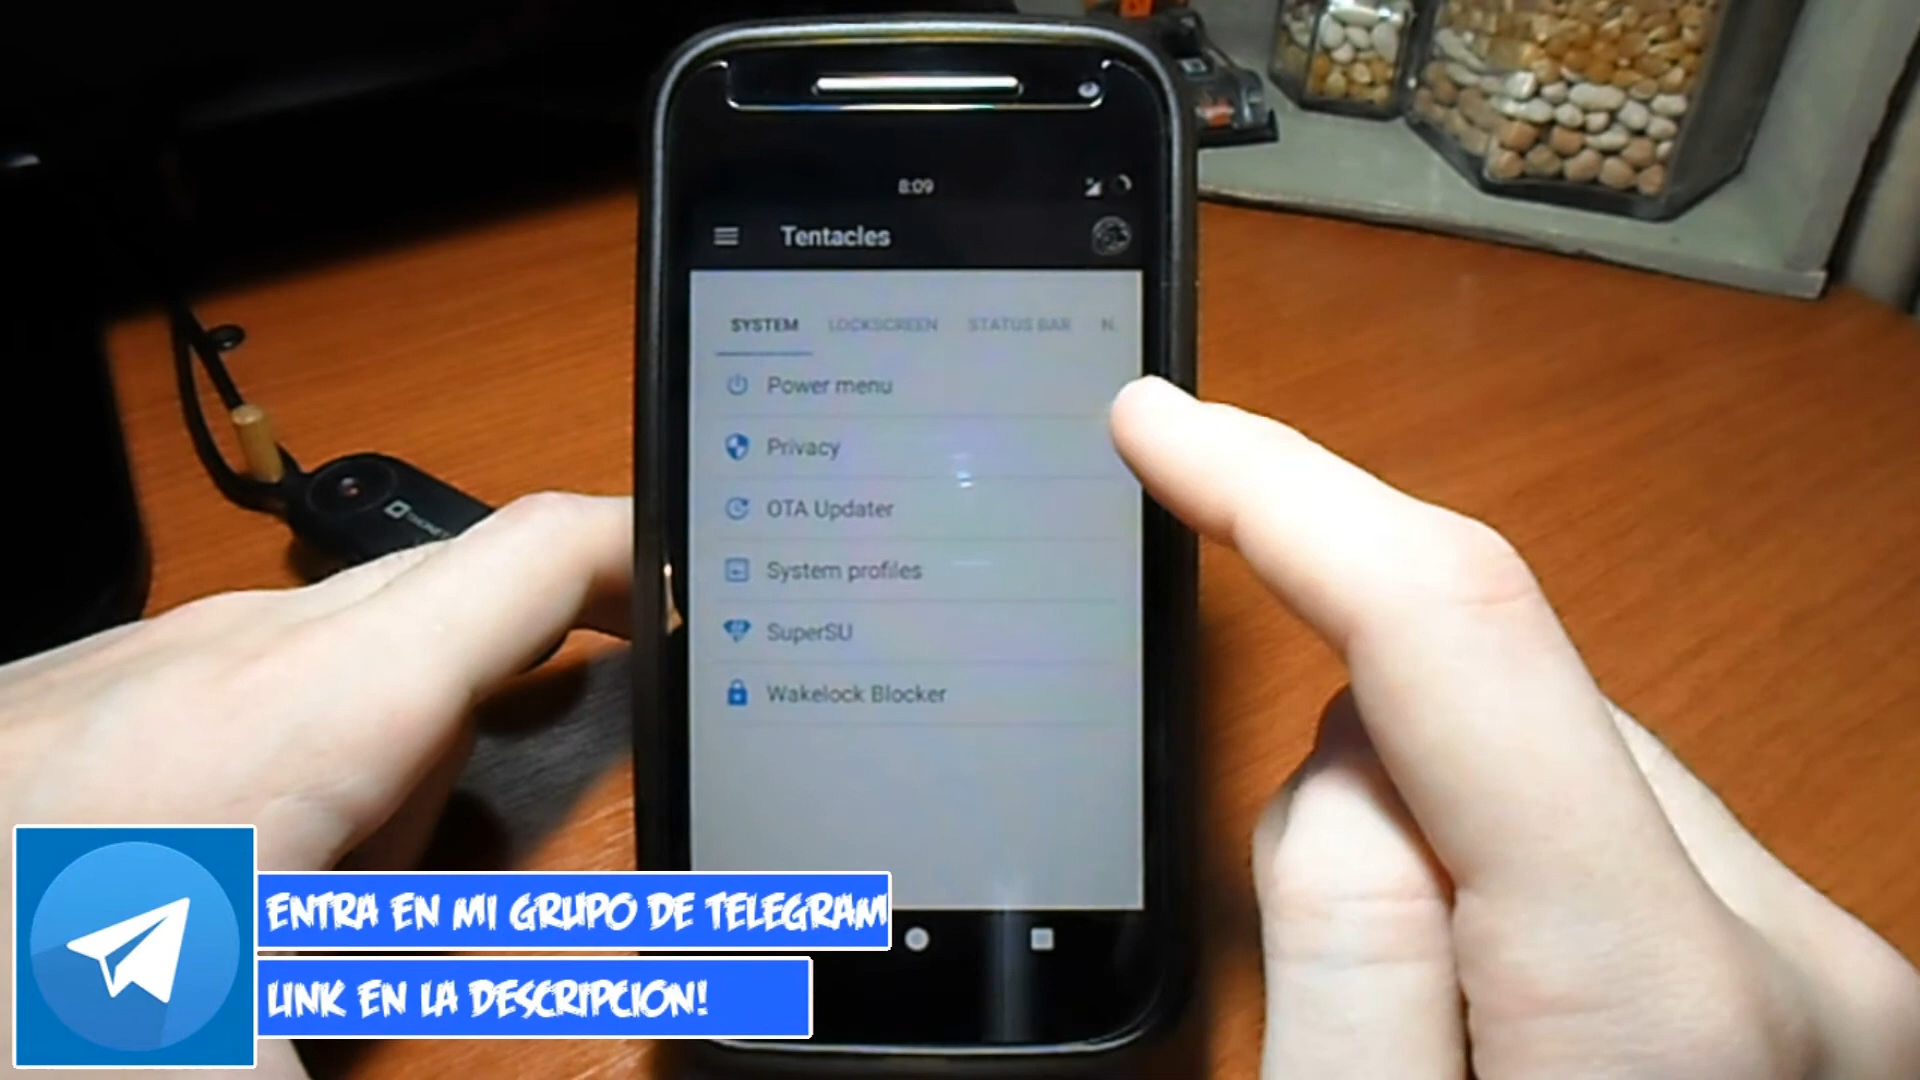 8:09
Tentacles
SYSTEM LOCKSCREEN STATUS BAR N.
Power menu
Privacy
OTA Updater
System profiles
SuperSU
Wakelock Blocker
ENTRA EN MI GRUPO DE TELEGRAM
LINK EN LA DESCRIPCION!